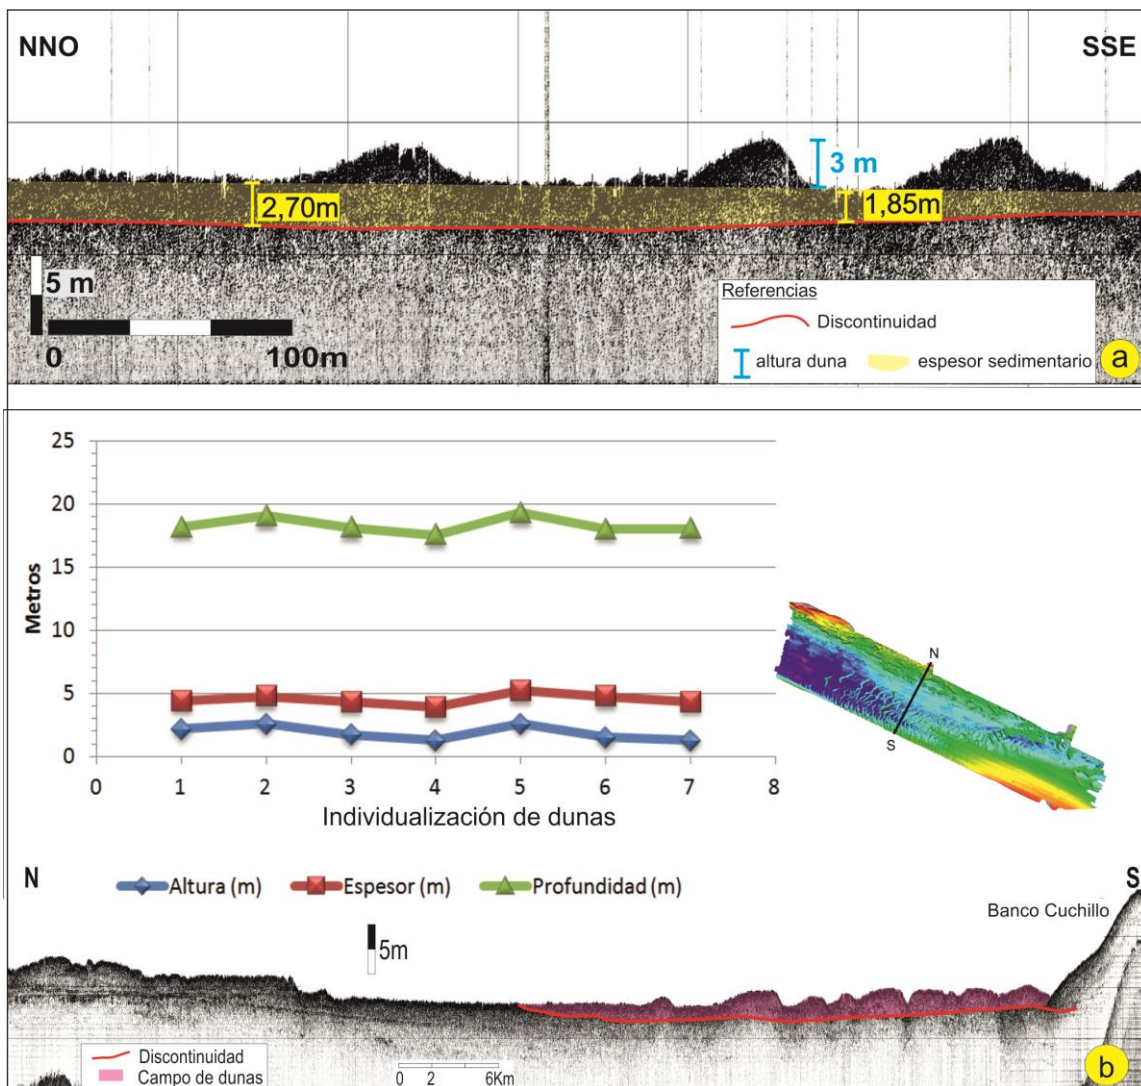 NNO SSE
3 m
2,70m 1,85m
5 m
0 100m
Referencias
Discontinuidad
altura duna espesor sedimentario
a
25
20
15
10
5
0
Metros
0 1 2 3 4 5 6 7 8
Individualización de dunas
N
S
N Altura (m) Espesor (m) Profundidad (m) S
Banco Cuchillo
5m
Discontinuidad
Campo de dunas
0 2 6Km
b